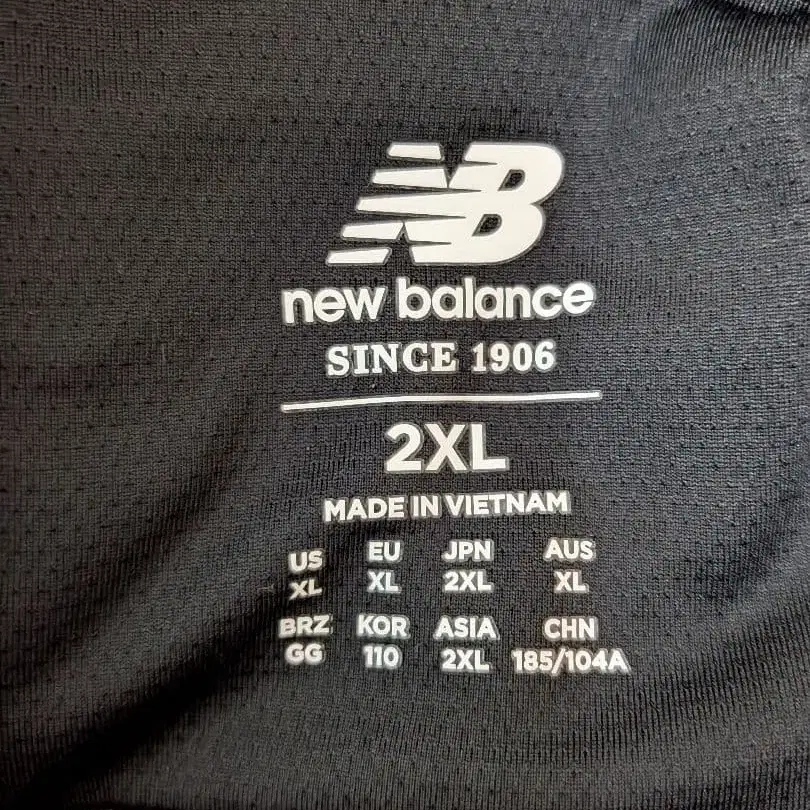 NB
new balance
SINCE 1906
2XL
MADE IN VIETNAM
US EU JPN AUS
XL XL 2XL XL
BRZ KOR ASIA CHN
GG 110 2XL 185/104A